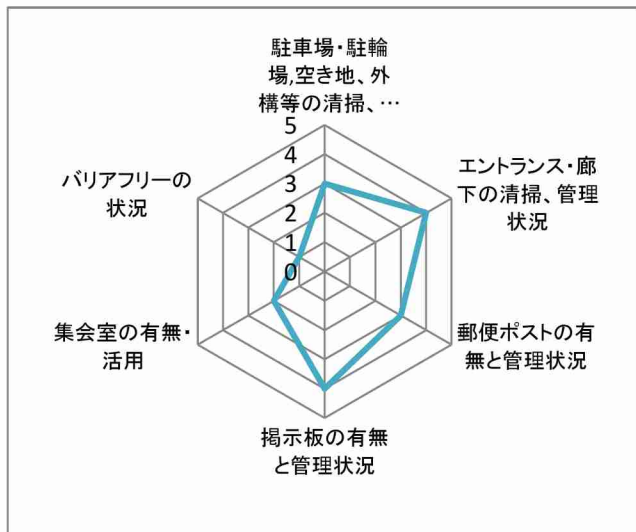 駐車場・駐輪
場,空き地、外
構等の清掃、…
5
4
3
2
1
0
エントランス・廊
下の清掃、管理
状況
郵便ポストの有
無と管理状況
掲示板の有無
と管理状況
集会室の有無・
活用
バリアフリーの
状況